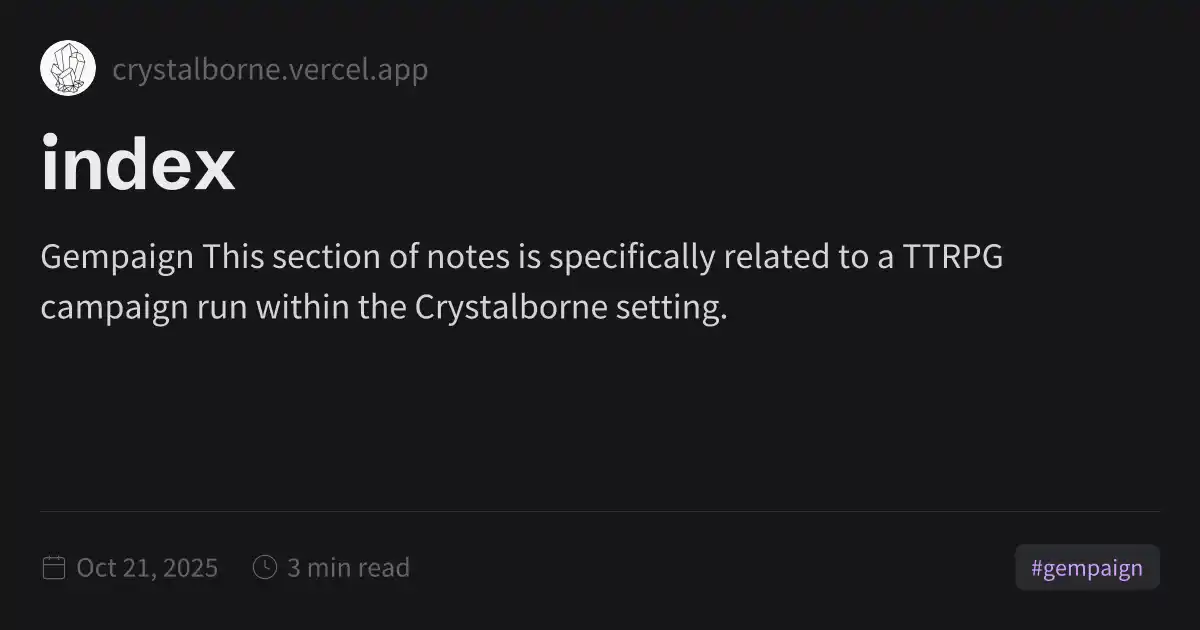 crystalborne.vercel.app
index
Gempaign This section of notes is specifically related to a TTRPG
campaign run within the Crystalborne setting.
Oct 21, 2025
3 min read
#gempaign